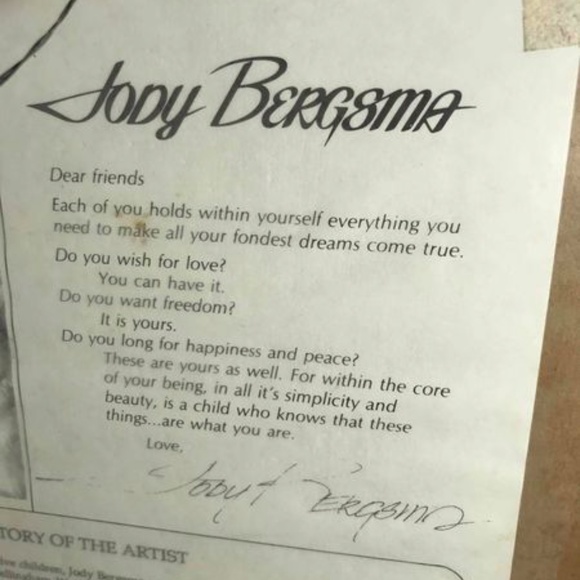 JODY BERGSMA
Dear friends
Each of you holds within yourself everything you
need to make all your fondest dreams come true.
Do you wish for love?
You can have it.
Do you want freedom?
It is yours.
Do you long for happiness and peace?
These are yours as well. For within the core
of your being, in all it's simplicity and
beauty, is a child who knows that these
things...are what you are.
Love,
Jody Bergsma
TORY OF THE ARTIST
ive children, Jody